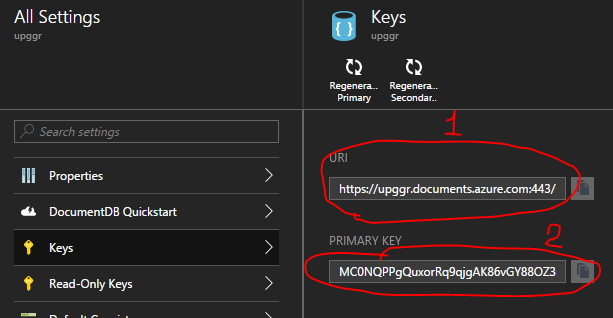 All Settings
upggr
Search settings
Properties
DocumentDB Quickstart
Keys
Read-Only Keys
Keys
upggr
Regenera...
Primary
Regenera...
Secondar..
1
URI
https://upggr.documents.azure.com:443/
2
PRIMARY KEY
MC0NQPPgQuxorRq9qjgAK86vGY88OZ3